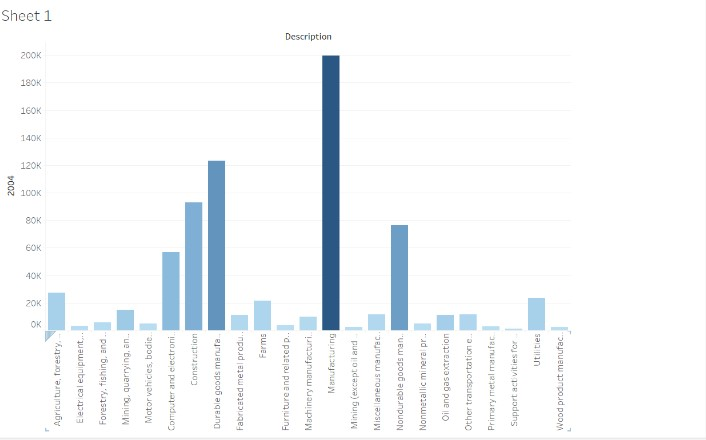 Sheet 1
Description
200K
180K
160K
140K
120K
100K
80K
60K
40K
20K
0K
2004
Agriculture, forestry,...
Electrical equipment...
Forestry, fishing, and...
Mining, quarrying, an..
Motor vehicles, bodie..
Computer and electroni..
Construction
Durable goods manufa..
Fabricated metal produ..
Farms
Furniture and related p..
Machinery manufacturi..
Manufacturing
Mining (except oil and ..
Miscellaneous manufac..
Nondurable goods man..
Nonmetallic mineral pr..
Oil and gas extraction
Other transportation e..
Primary metal manufac..
Support activities for ..
Utilities
Wood product manufac..